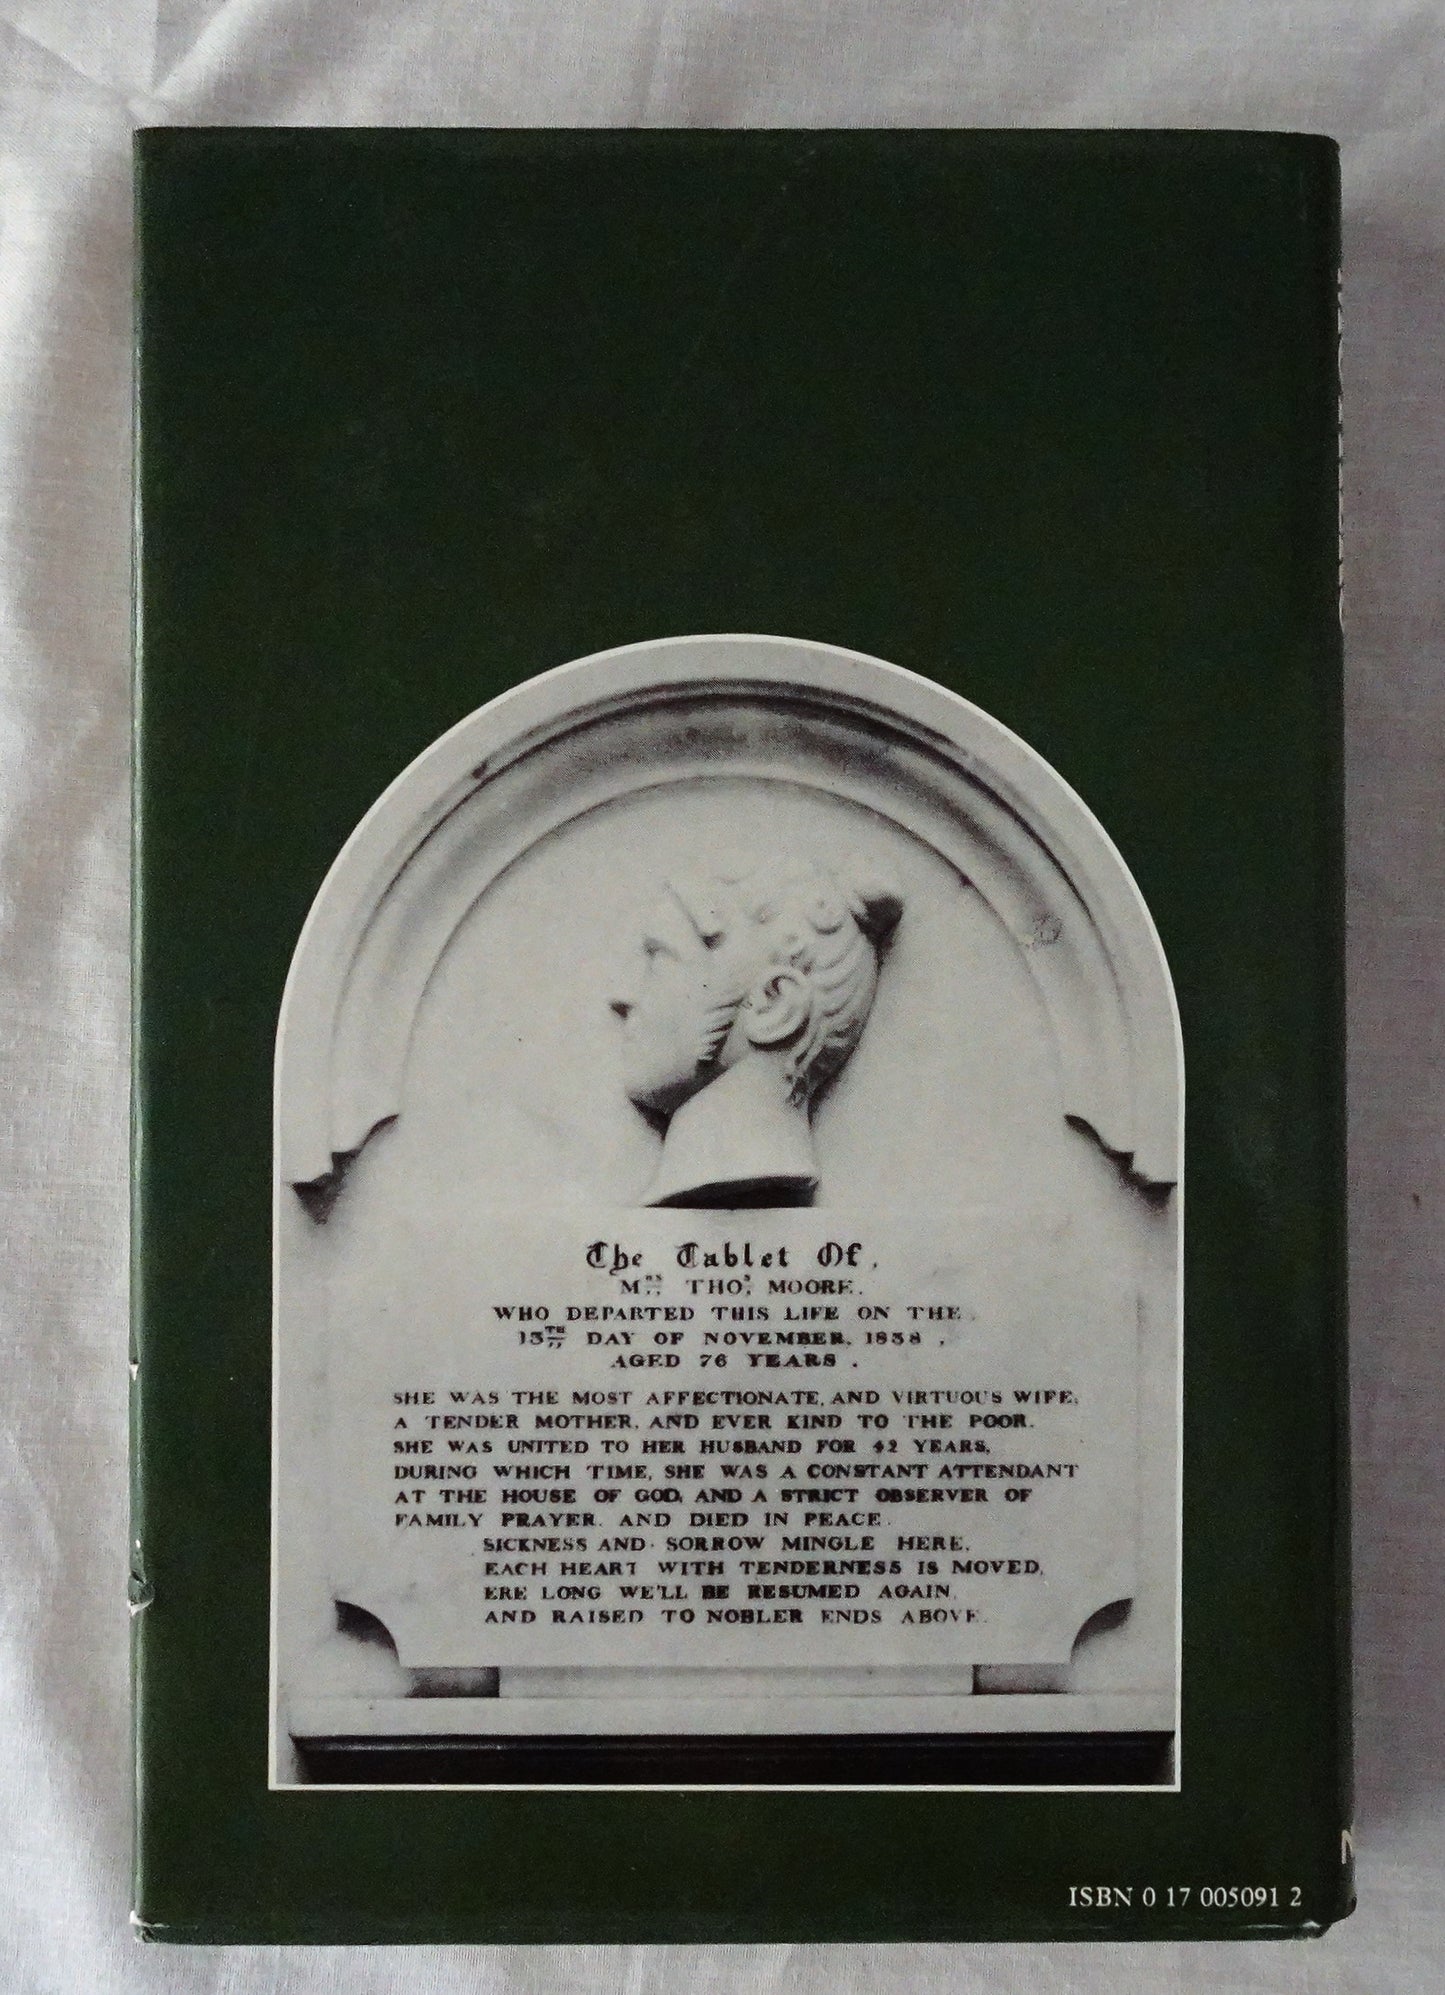 The Tablet Of,
MRS THOS MOORE.
WHO DEPARTED THIS LIFE ON THE
13TH DAY OF NOVEMBER, 1838,
AGED 76 YEARS.
SHE WAS THE MOST AFFECTIONATE, AND VIRTUOUS WIFE,
A TENDER MOTHER, AND EVER KIND TO THE POOR.
SHE WAS UNITED TO HER HUSBAND FOR 42 YEARS,
DURING WHICH TIME, SHE WAS A CONSTANT ATTENDANT
AT THE HOUSE OF GOD, AND A STRICT OBSERVER OF
FAMILY PRAYER, AND DIED IN PEACE.
SICKNESS AND SORROW MINGLE HERE,
EACH HEART WITH TENDERNESS IS MOVED,
ERE LONG WE'LL BE RESUMED AGAIN,
AND RAISED TO NOBLER ENDS ABOVE.
ISBN 0 17 005091 2